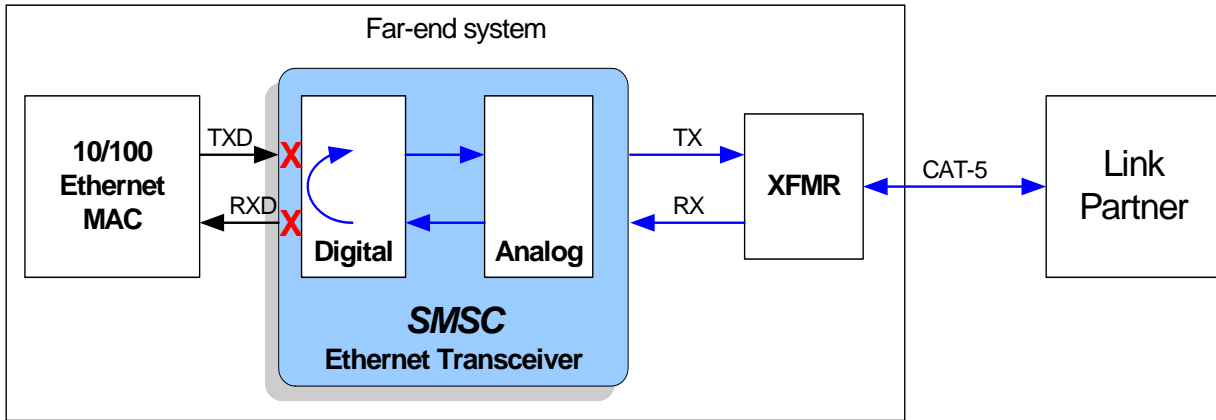 Far-end system
10/100
Ethernet
MAC
TXD
RXD
X
X
Digital
Analog
SMSC
Ethernet Transceiver
TX
RX
XFMR
CAT-5
Link
Partner